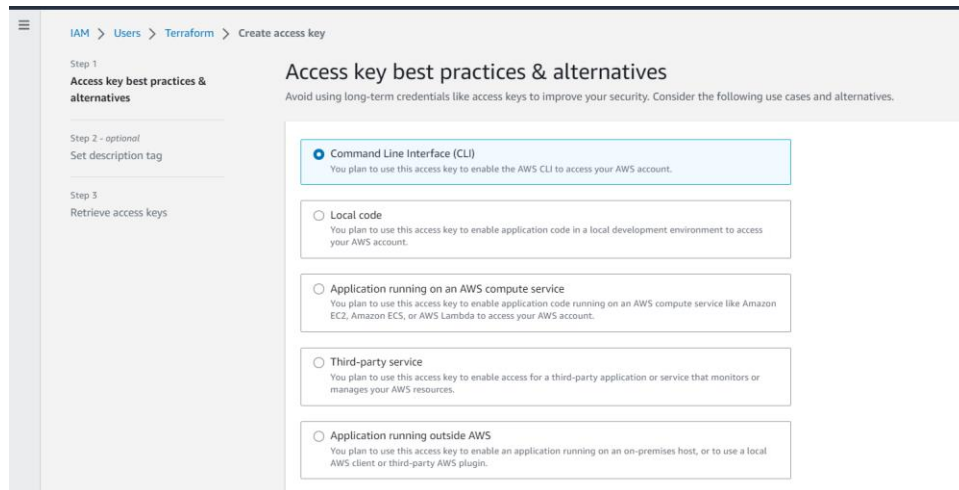 IAM > Users > Terraform > Create access key
Step 1
Access key best practices &
alternatives
Step 2 - optional
Set description tag
Step 3
Retrieve access keys
Access key best practices & alternatives
Avoid using long-term credentials like access keys to improve your security. Consider the following use cases and alternatives.
Command Line Interface (CLI)
You plan to use this access key to enable the AWS CLI to access your AWS account.
Local code
You plan to use this access key to enable application code in a local development environment to access
your AWS account.
Application running on an AWS compute service
You plan to use this access key to enable application code running on an AWS compute service like Amazon
EC2, Amazon ECS, or AWS Lambda to access your AWS account.
Third-party service
You plan to use this access key to enable access for a third-party application or service that monitors or
manages your AWS resources.
Application running outside AWS
You plan to use this access key to enable an application running on an on-premises host, or to use a local
AWS client or third-party AWS plugin.